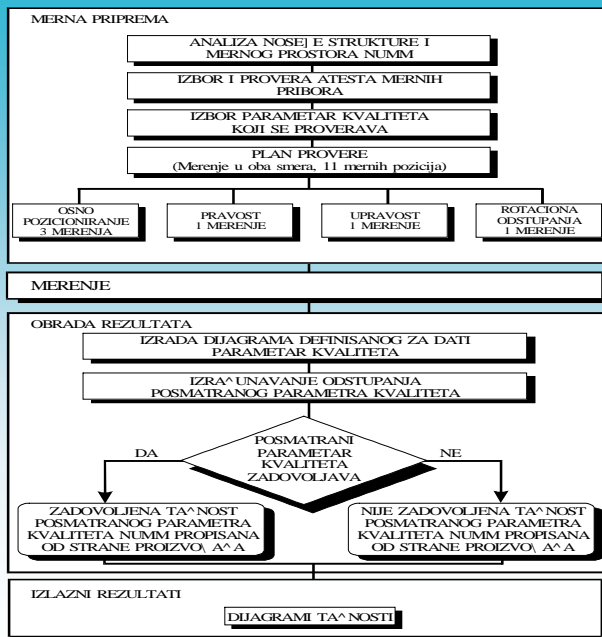 MERNA PRIPREMA
ANALIZA NOSE] E STRUKTURE I
MERNOG PROSTORA NUMM
IZBOR I PROVERA ATESTA MERNIH
PRIBORA
IZBOR PARAMETAR KVALITETA
KOJI SE PROVERAVA
PLAN PROVERE
(Merenje u oba smera, 11 mernih pozicija)
OSNO
POZICIONIRANJE
3 MERENJA
PRAVOST
1 MERENJE
UPRAVOST
1 MERENJE
ROTACIONA
ODSTUPANJA
1 MERENJE
MERENJE
OBRADA REZULTATA
IZRADA DIJAGRAMA DEFINISANOG ZA DATI
PARAMETAR KVALITETA
IZRA^UNAVANJE ODSTUPANJA
POSMATRANOG PARAMETRA KVALITETA
POSMATRANI
PARAMETAR
KVALITETA
ZADOVOLJAVA
DA
NE
ZADOVOLJENA TA^NOST
POSMATRANOG PARAMETRA
KVALITETA NUMM PROPISANA
OD STRANE PROIZVO\ A^A
NIJE ZADOVOLJENA TA^NOST
POSMATRANOG PARAMETRA
KVALITETA NUMM PROPISANA
OD STRANE PROIZVO\ A^A
IZLAZNI REZULTATI
DIJAGRAMI TA^NOSTI